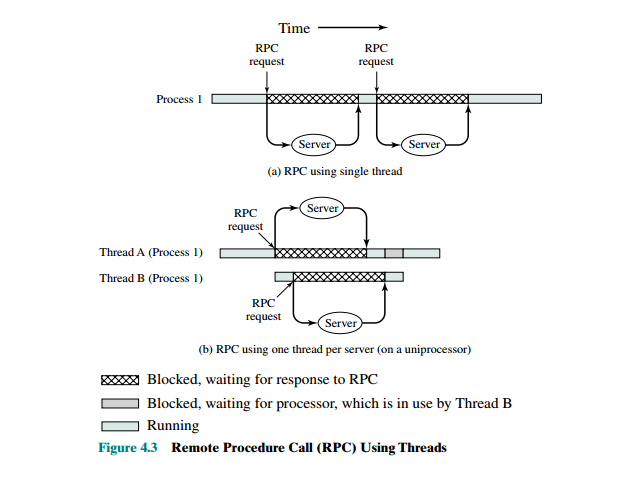 Time
RPC
request
RPC
request
Process 1
Server
Server
(a) RPC using single thread
Server
RPC
request
Thread A (Process 1)
Thread B (Process 1)
RPC
request
Server
(b) RPC using one thread per server (on a uniprocessor)
Blocked, waiting for response to RPC
Blocked, waiting for processor, which is in use by Thread B
Running
Figure 4.3 Remote Procedure Call (RPC) Using Threads